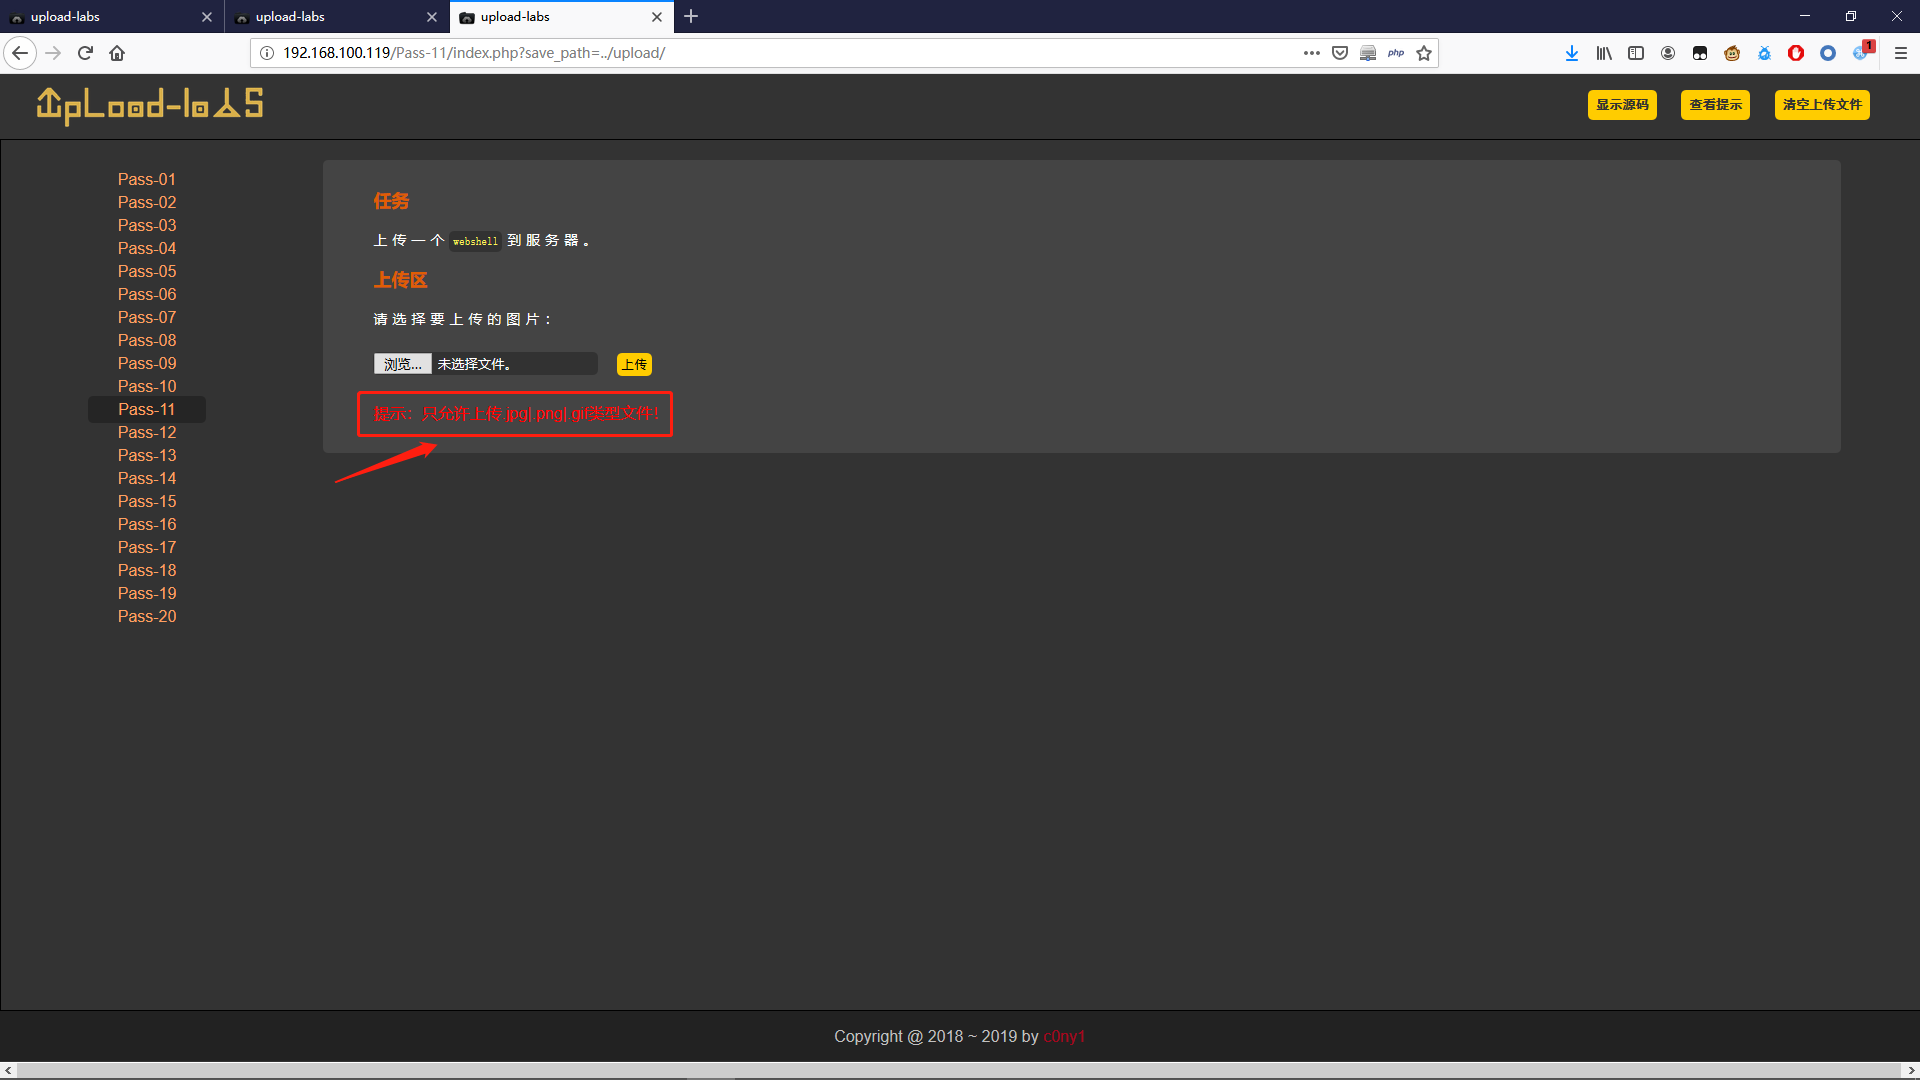 upload-labs
upload-labs
upload-labs
192.168.100.119/Pass-11/index.php?save_path=../upload/
php
1
UpLoad-labS
显示源码
查看提示
清空上传文件
Pass-01
Pass-02
Pass-03
Pass-04
Pass-05
Pass-06
Pass-07
Pass-08
Pass-09
Pass-10
Pass-11
Pass-12
Pass-13
Pass-14
Pass-15
Pass-16
Pass-17
Pass-18
Pass-19
Pass-20
任务
上传一个 webshell 到服务器。
上传区
请选择要上传的图片：
浏览... 未选择文件。
上传
提示：只允许上传.jpg|.png|.gif类型文件！
Copyright @ 2018 ~ 2019 by c0ny1